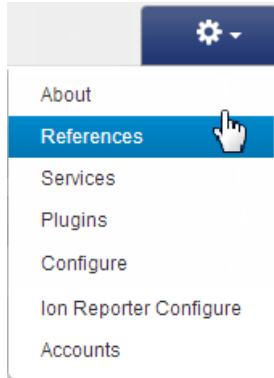 About
References
Services
Plugins
Configure
Ion Reporter Configure
Accounts